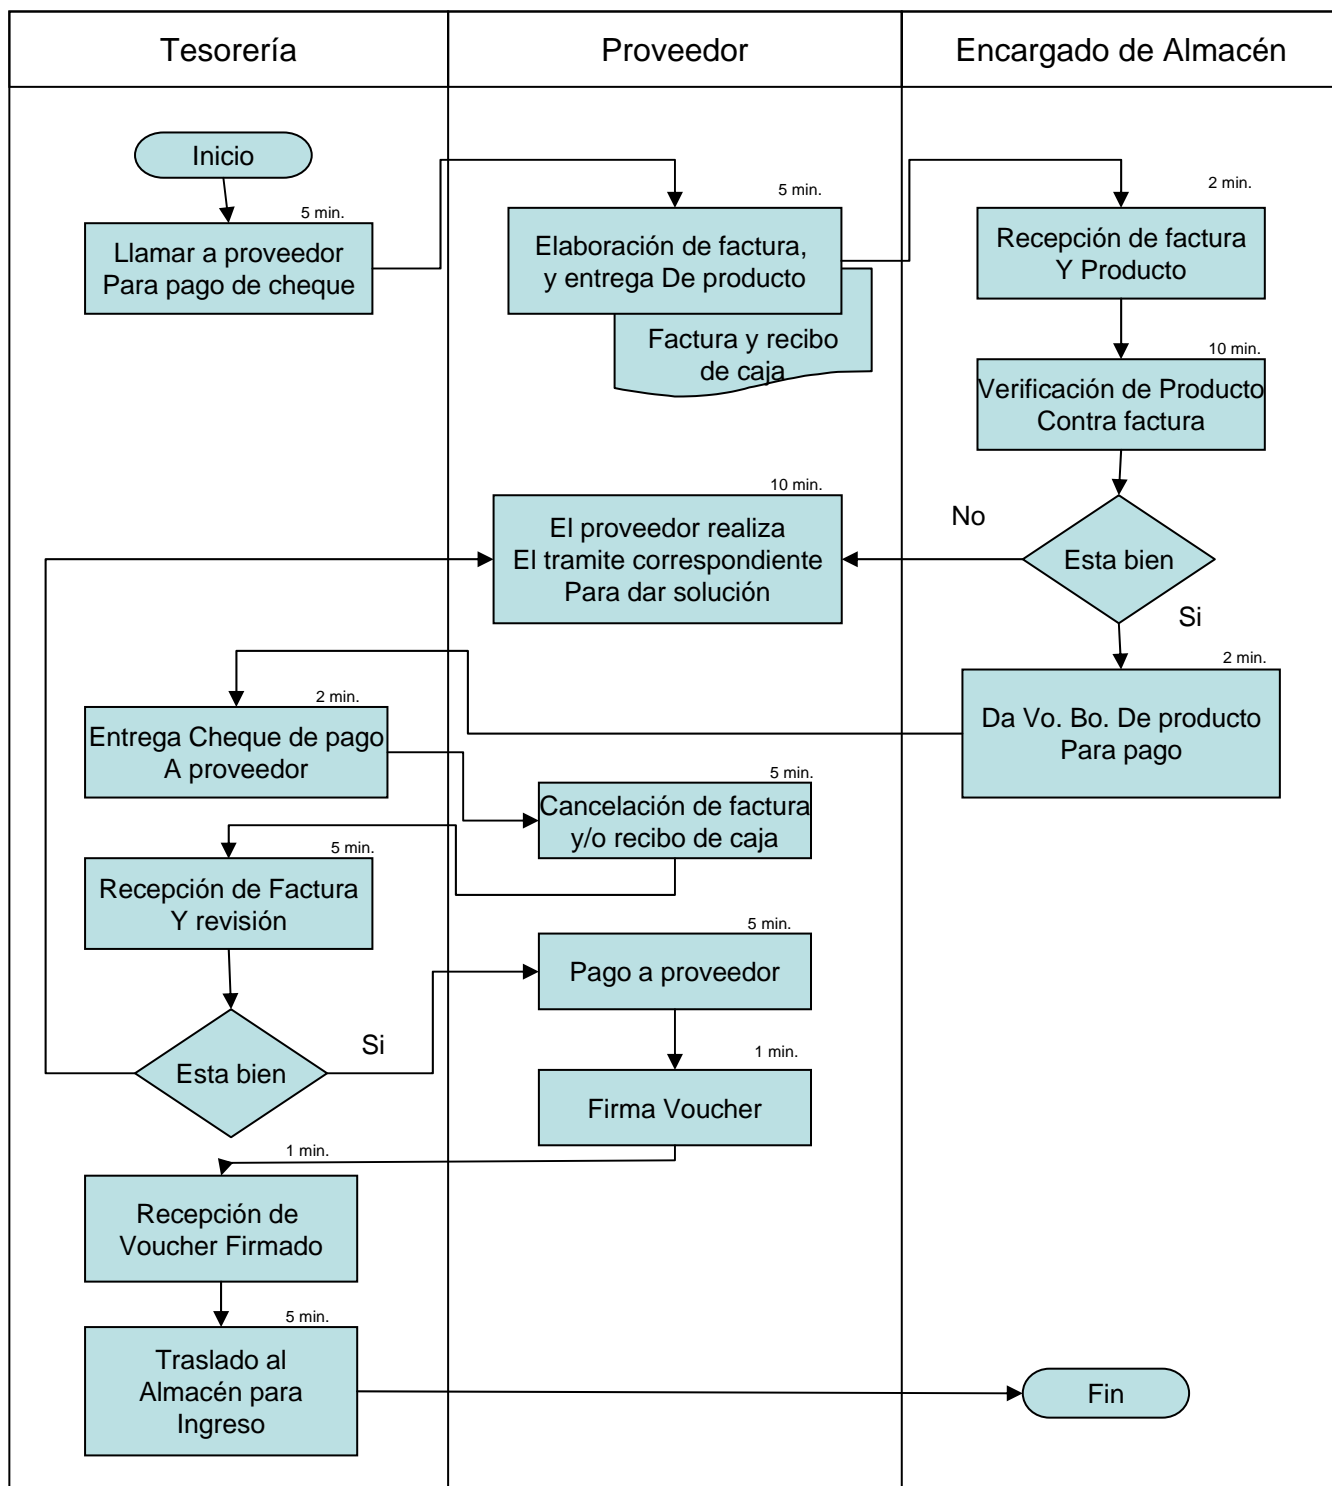 Tesorería
Proveedor
Encargado de Almacén
Inicio
5 min.
Llamar a proveedor
Para pago de cheque
5 min.
Elaboración de factura,
y entrega De producto
Factura y recibo
de caja
2 min.
Recepción de factura
Y Producto
10 min.
Verificación de Producto
Contra factura
Esta bien
No
Si
10 min.
El proveedor realiza
El tramite correspondiente
Para dar solución
2 min.
Da Vo. Bo. De producto
Para pago
2 min.
Entrega Cheque de pago
A proveedor
5 min.
Cancelación de factura
y/o recibo de caja
5 min.
Recepción de Factura
Y revisión
Esta bien
Si
5 min.
Pago a proveedor
1 min.
Firma Voucher
1 min.
Recepción de
Voucher Firmado
5 min.
Traslado al
Almacén para
Ingreso
Fin